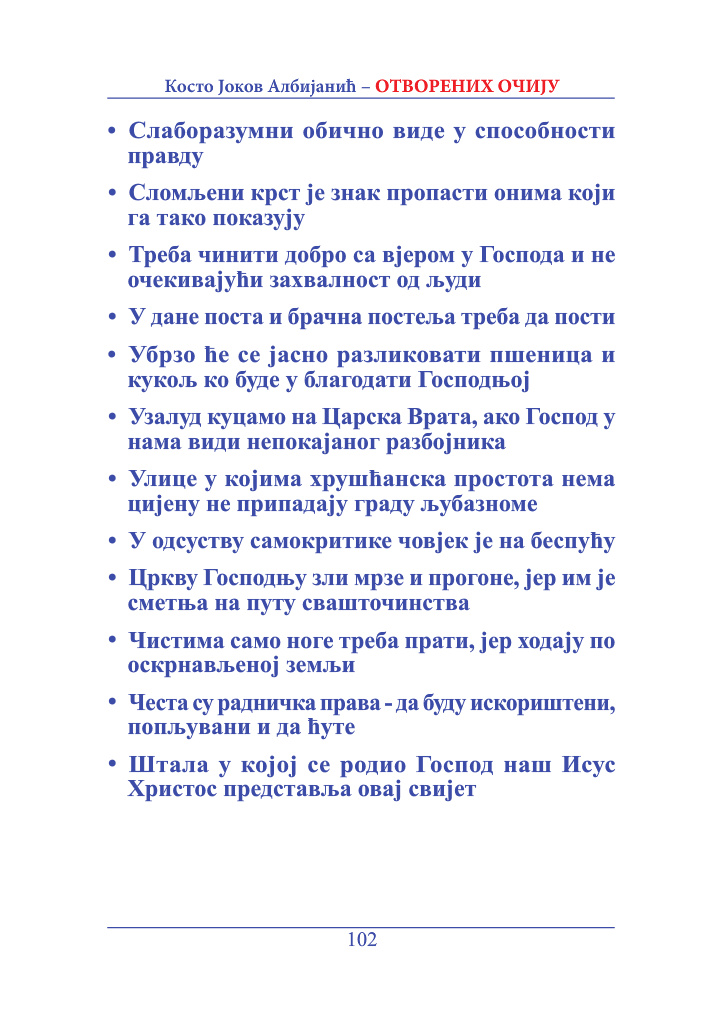 Косто Јоков Албијанић – ОТВОРЕНИХ ОЧИЈУ
• Слаборазумни обично виде у способности
правду
• Сломљени крст је знак пропасти онима који
га тако показују
• Треба чинити добро са вјером у Господа и не
очекивајући захвалност од људи
• У дане поста и брачна постеља треба да пости
• Убрзо ће се јасно разликовати пшеница и
кукољ ко буде у благодати Господњој
• Узалуд куцамо на Царска Врата, ако Господ у
нама види непокајаног разбојника
• Улице у којима хрушћанска простота нема
цијену не припадају граду љубазноме
• У одсуству самокритике човјек је на беспућу
• Цркву Господњу зли мрзе и прогоне, јер им је
сметња на путу свашточинства
• Чистима само ноге треба прати, јер ходају по
оскрнављеној земљи
• Честа су радничка права - да буду искориштени,
попљувани и да ћуте
• Штала у којој се родио Господ наш Исус
Христос представља овај свијет
102